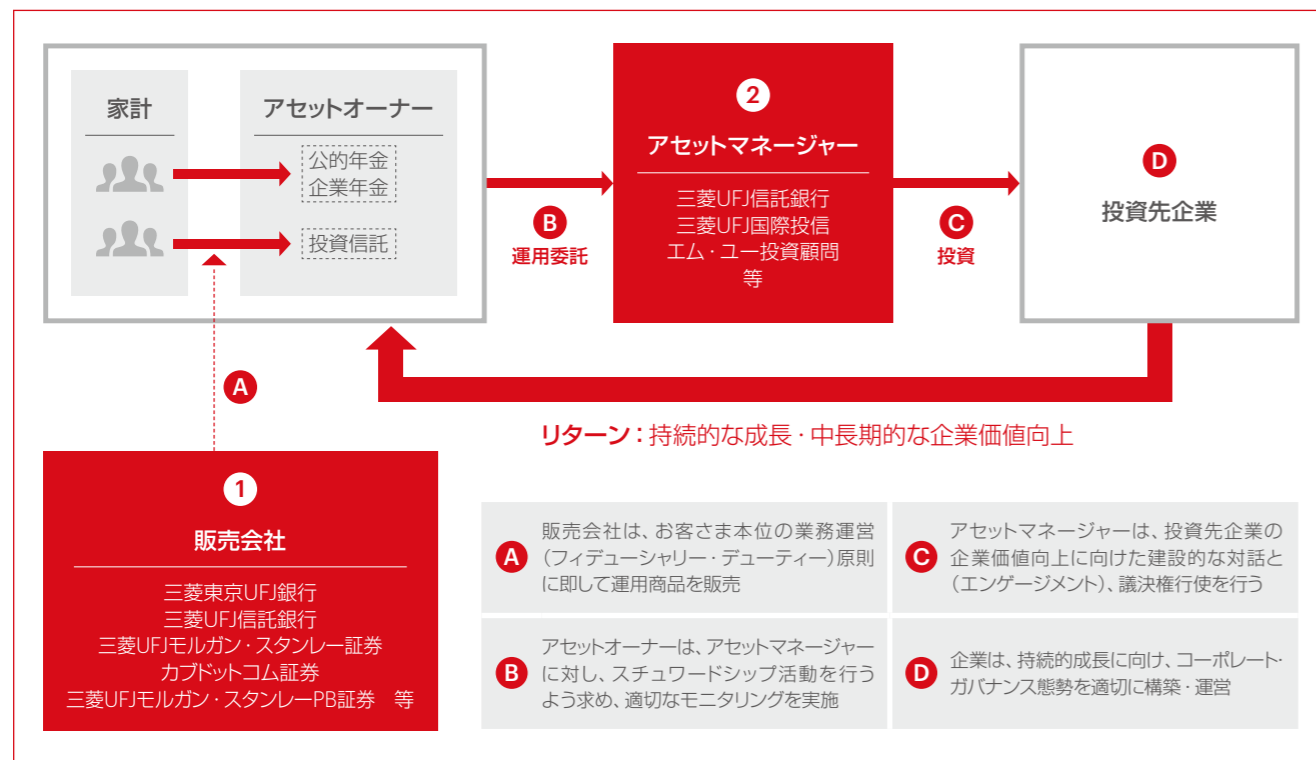 家計
アセットオーナー
公的年金
企業年金
投資信託
B
運用委託
2
アセットマネージャー
三菱UFJ信託銀行
三菱UFJ国際投信
エム・ユー投資顧問
等
C
投資
D
投資先企業
A
リターン：持続的な成長・中長期的な企業価値向上
1
販売会社
三菱東京UFJ銀行
三菱UFJ信託銀行
三菱UFJモルガン・スタンレー証券
カブドットコム証券
三菱UFJモルガン・スタンレーPB証券　等
A
販売会社は、お客さま本位の業務運営
（フィデューシャリー・デューティー）原則
に即して運用商品を販売
B
アセットオーナーは、アセットマネージャー
に対し、スチュワードシップ活動を行う
よう求め、適切なモニタリングを実施
C
アセットマネージャーは、投資先企業の
企業価値向上に向けた建設的な対話と
（エンゲージメント）、議決権行使を行う
D
企業は、持続的成長に向け、コーポレート・
ガバナンス態勢を適切に構築・運営